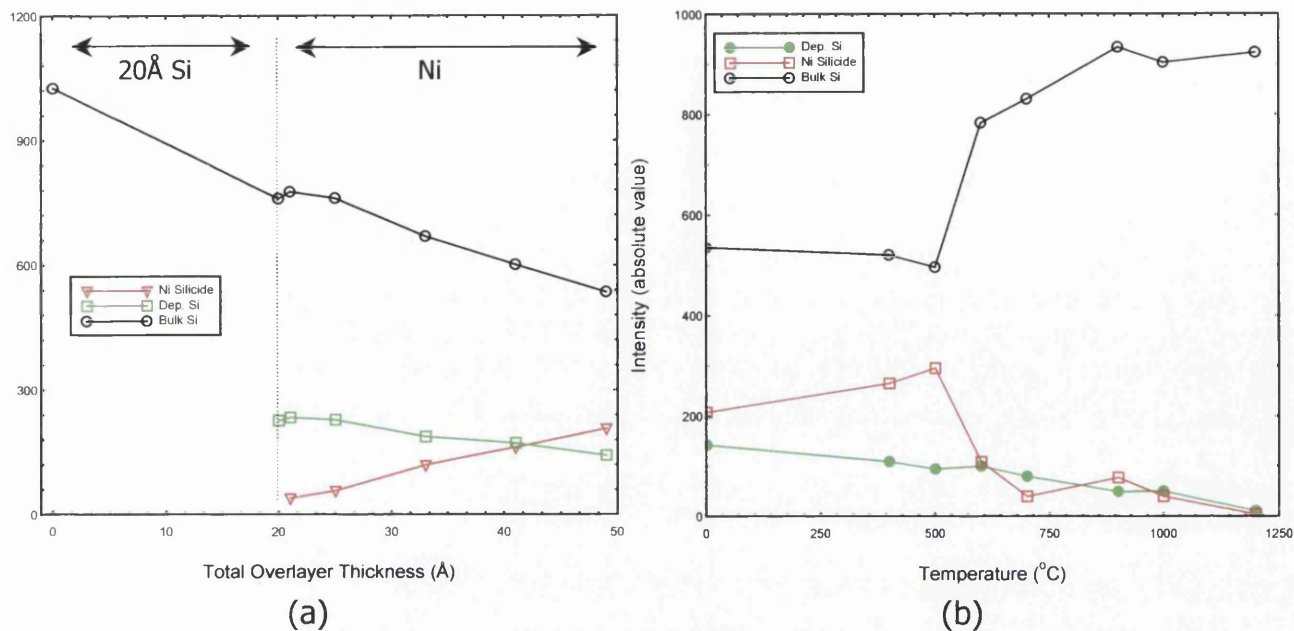 1200
900
600
300
0
20Å Si
Ni
Ni Silicide
Dep. Si
Bulk Si
0 10 20 30 40 50
Total Overlayer Thickness (Å)
(a)
Intensity (absolute value)
1000
800
600
400
200
0
Dep. Si
Ni Silicide
Bulk Si
0 250 500 750 1000 1250
Temperature (°C)
(b)